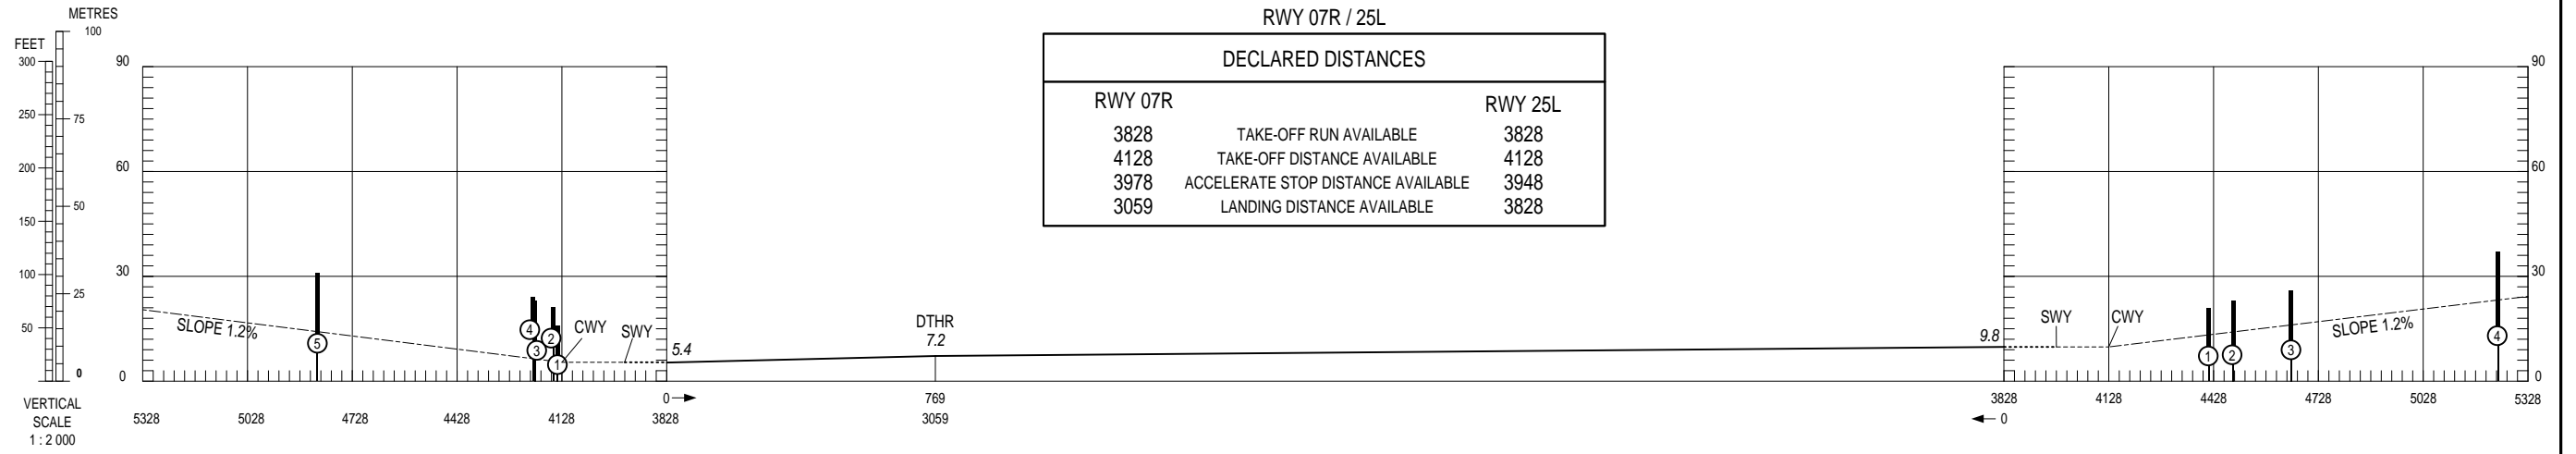 RWY 07R / 25L
DECLARED DISTANCES
RWY 07R RWY 25L
3828 TAKE-OFF RUN AVAILABLE 3828
4128 TAKE-OFF DISTANCE AVAILABLE 4128
3978 ACCELERATE STOP DISTANCE AVAILABLE 3948
3059 LANDING DISTANCE AVAILABLE 3828
METRES
FEET
100
75
50
25
0
300
250
200
150
100
50
VERTICAL
SCALE
1 : 2 000
90
60
30
0
SLOPE 1.2%
5
4
3
2
1
CWY
SWY
5.4
DTHR
7.2
9.8
SWY
CWY
1
2
3
4
SLOPE 1.2%
90
60
30
0
0 769 3828 4128 4428 4728 5028 5328
5328 5028 4728 4428 4128 3828 3059 0